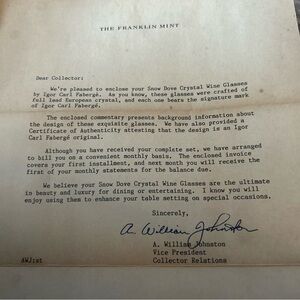 THE FRANKLIN MINT
Dear Collector:
We're pleased to enclose your Snow Dove Crystal Wine Glasses
by Igor Carl Fabergé. As you know, these glasses were crafted of
full lead European crystal, and each one bears the signature mark
of Igor Carl Fabergé.
The enclosed commentary presents background information about
the design of these exquisite glasses. We have also provided a
Certificate of Authenticity attesting that the design is an Igor
Carl Fabergé original.
Although you have received your complete set, we have arranged
to bill you on a convenient monthly basis. The enclosed invoice
covers your first installment, and next month you will receive the
first of your monthly statements for the balance due.
We believe your Snow Dove Crystal Wine Glasses are the ultimate
in beauty and luxury for dining or entertaining. I know you will
enjoy using them to enhance your table setting on special occasions.
Sincerely,
A. William Johnston
A. William Johnston
Vice President
AWJ:st Collector Relations